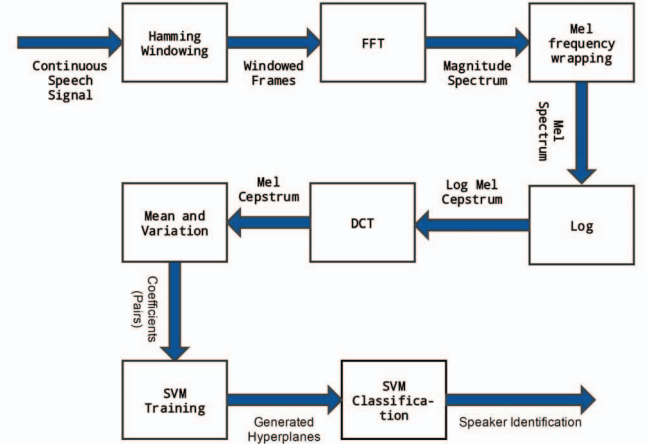 Hamming
Windowing
FFT
Mel
frequency
wrapping
Continuous
Speech
Signal
Windowed
Frames
Magnitude
Spectrum
Mel
Spectrum
Mean and
Variation
Mel
Cepstrum
DCT
Log Mel
Cepstrum
Log
Coefficients
(Pairs)
SVM
Training
Generated
Hyperplanes
SVM
Classifica-
tion
Speaker Identification